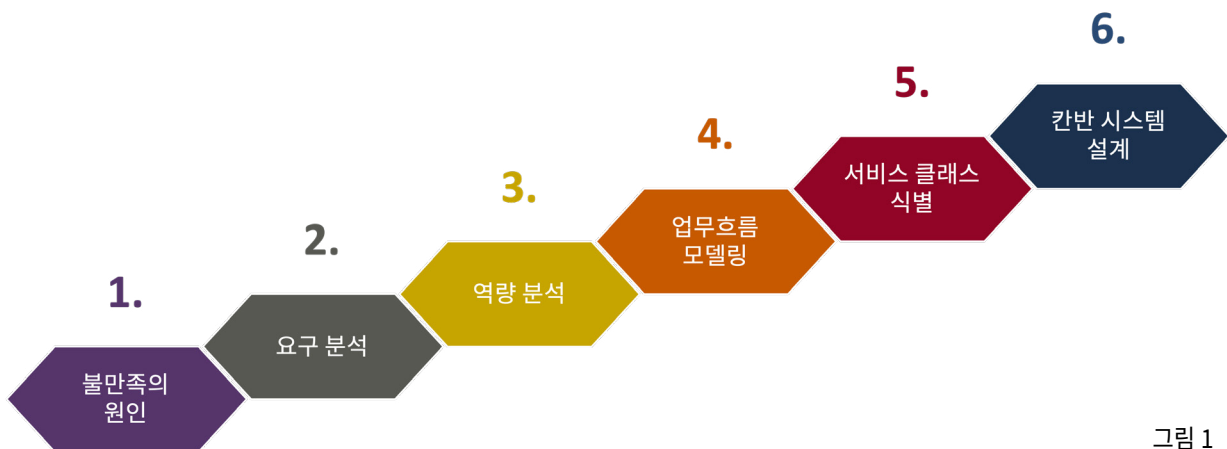 1.
불만족의
원인
2.
요구 분석
3.
역량 분석
4.
업무흐름
모델링
5.
서비스 클래스
식별
6.
칸반 시스템
설계
그림 1